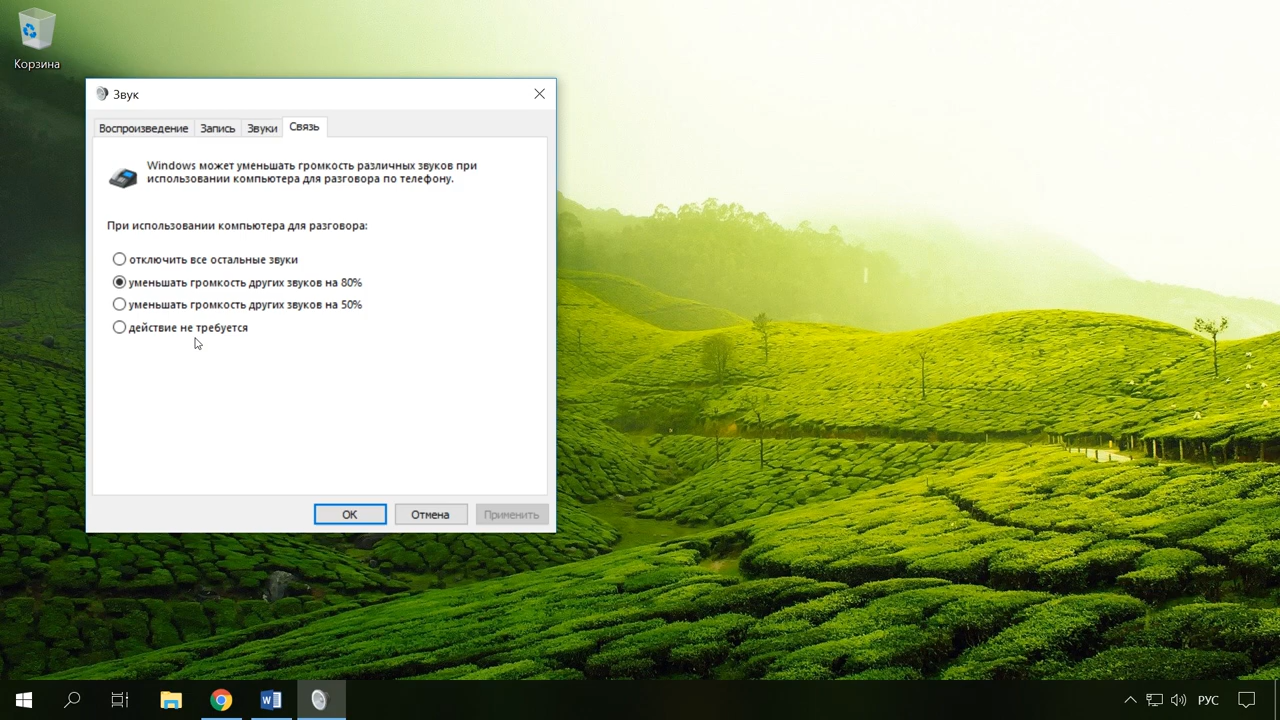 Корзина
Звук
Воспроизведение Запись Звуки Связь
Windows может уменьшать громкость различных звуков при
использовании компьютера для разговора по телефону.
При использовании компьютера для разговора:
отключить все остальные звуки
уменьшать громкость других звуков на 80%
уменьшать громкость других звуков на 50%
действие не требуется
ОК Отмена Применить
РУС